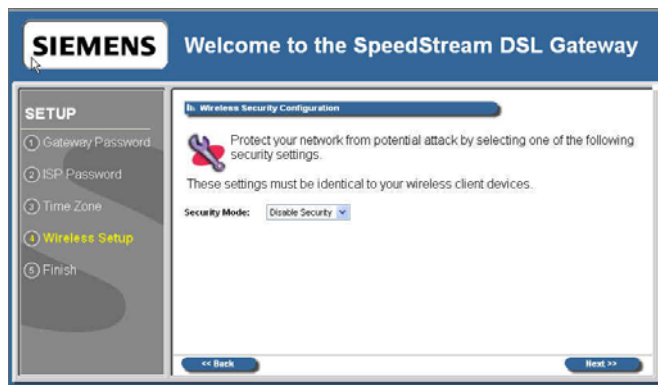 SIEMENS
Welcome to the SpeedStream DSL Gateway
SETUP
1 Gateway Password
2 ISP Password
3 Time Zone
4 Wireless Setup
5 Finish
Wireless Security Configuration
Protect your network from potential attack by selecting one of the following
security settings.
These settings must be identical to your wireless client devices.
Security Mode: Disable Security
<< Back
Next >>